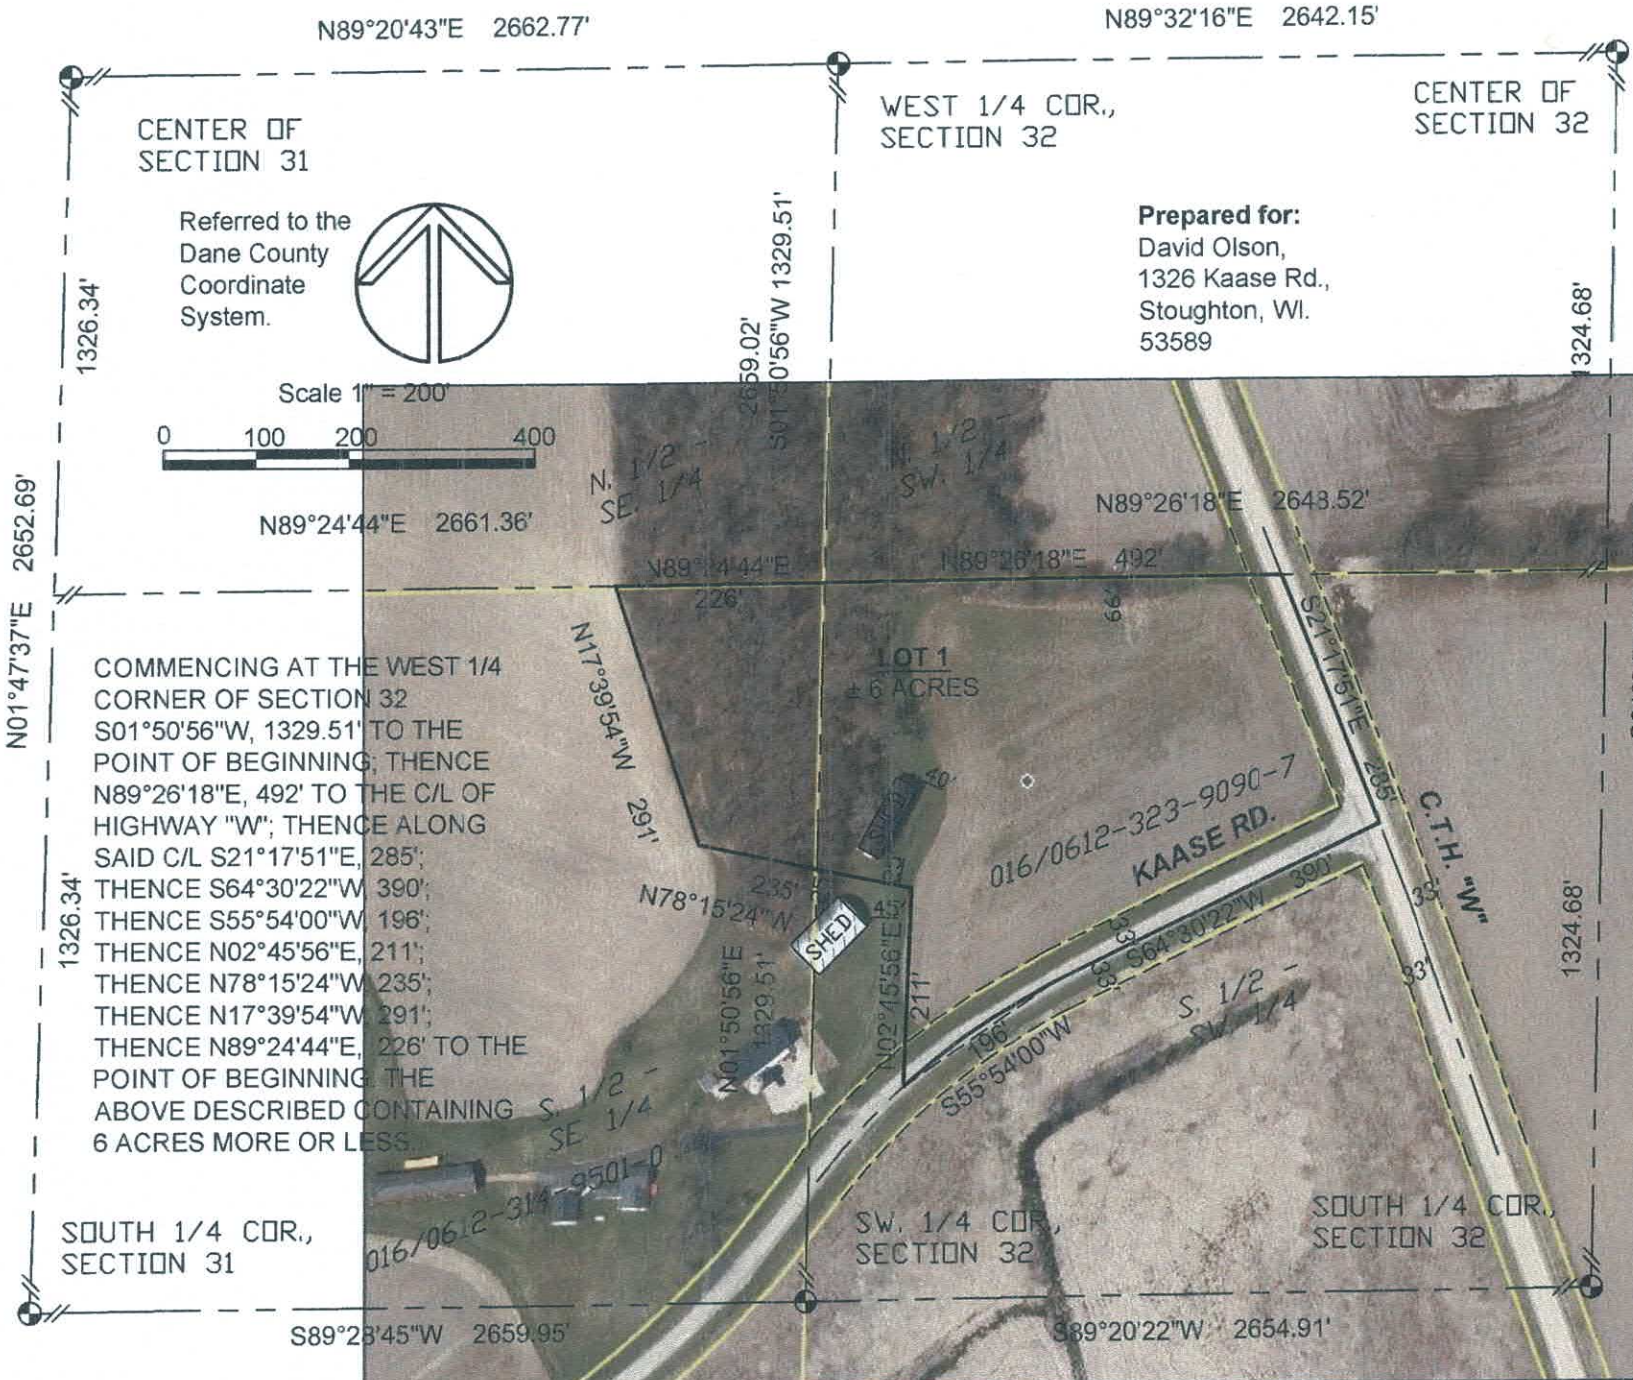 N89°20'43"E 2662.77'
N89°32'16"E 2642.15'
CENTER OF
SECTION 31
WEST 1/4 COR.,
SECTION 32
CENTER OF
SECTION 32
Referred to the
Dane County
Coordinate
System.
Prepared for:
David Olson,
1326 Kaase Rd.,
Stoughton, WI.
53589
1326.34'
2659.02'
S01°50'56"W 1329.51'
1324.68'
Scale 1" = 200'
0 100 200 400
N. 1/2 -
SE. 1/4
N. 1/2 -
SW. 1/4
N89°24'44"E 2661.36'
N89°26'18"E 2648.52'
N01°47'37"E 2652.69'
N89°24'44"E
226'
N89°26'18"E 492'
66'
S21°17'51"E
285'
N17°39'54"W 291'
LOT 1
± 6 ACRES
COMMENCING AT THE WEST 1/4
CORNER OF SECTION 32
S01°50'56"W, 1329.51' TO THE
POINT OF BEGINNING; THENCE
N89°26'18"E, 492' TO THE C/L OF
HIGHWAY "W"; THENCE ALONG
SAID C/L S21°17'51"E, 285';
THENCE S64°30'22"W, 390';
THENCE S55°54'00"W, 196';
THENCE N02°45'56"E, 211';
THENCE N78°15'24"W, 235';
THENCE N17°39'54"W, 291';
THENCE N89°24'44"E, 226' TO THE
POINT OF BEGINNING. THE
ABOVE DESCRIBED CONTAINING
6 ACRES MORE OR LESS.
SHED
40'
016/0612-323-9090-7
KAASE RD.
C.T.H. "W"
235'
N78°15'24"W
45'
SHED
S64°30'22"W 390'
33'
33'
33'
33'
N01°50'56"E
1329.51'
N02°45'56"E
211'
196'
S55°54'00"W
S. 1/2 -
SW. 1/4
1326.34'
1324.68'
S. 1/2 -
SE. 1/4
016/0612-314-9501-0
SOUTH 1/4 COR.,
SECTION 31
SW. 1/4 COR.,
SECTION 32
SOUTH 1/4 COR.,
SECTION 32
S89°23'45"W 2659.95'
S89°20'22"W 2654.91'